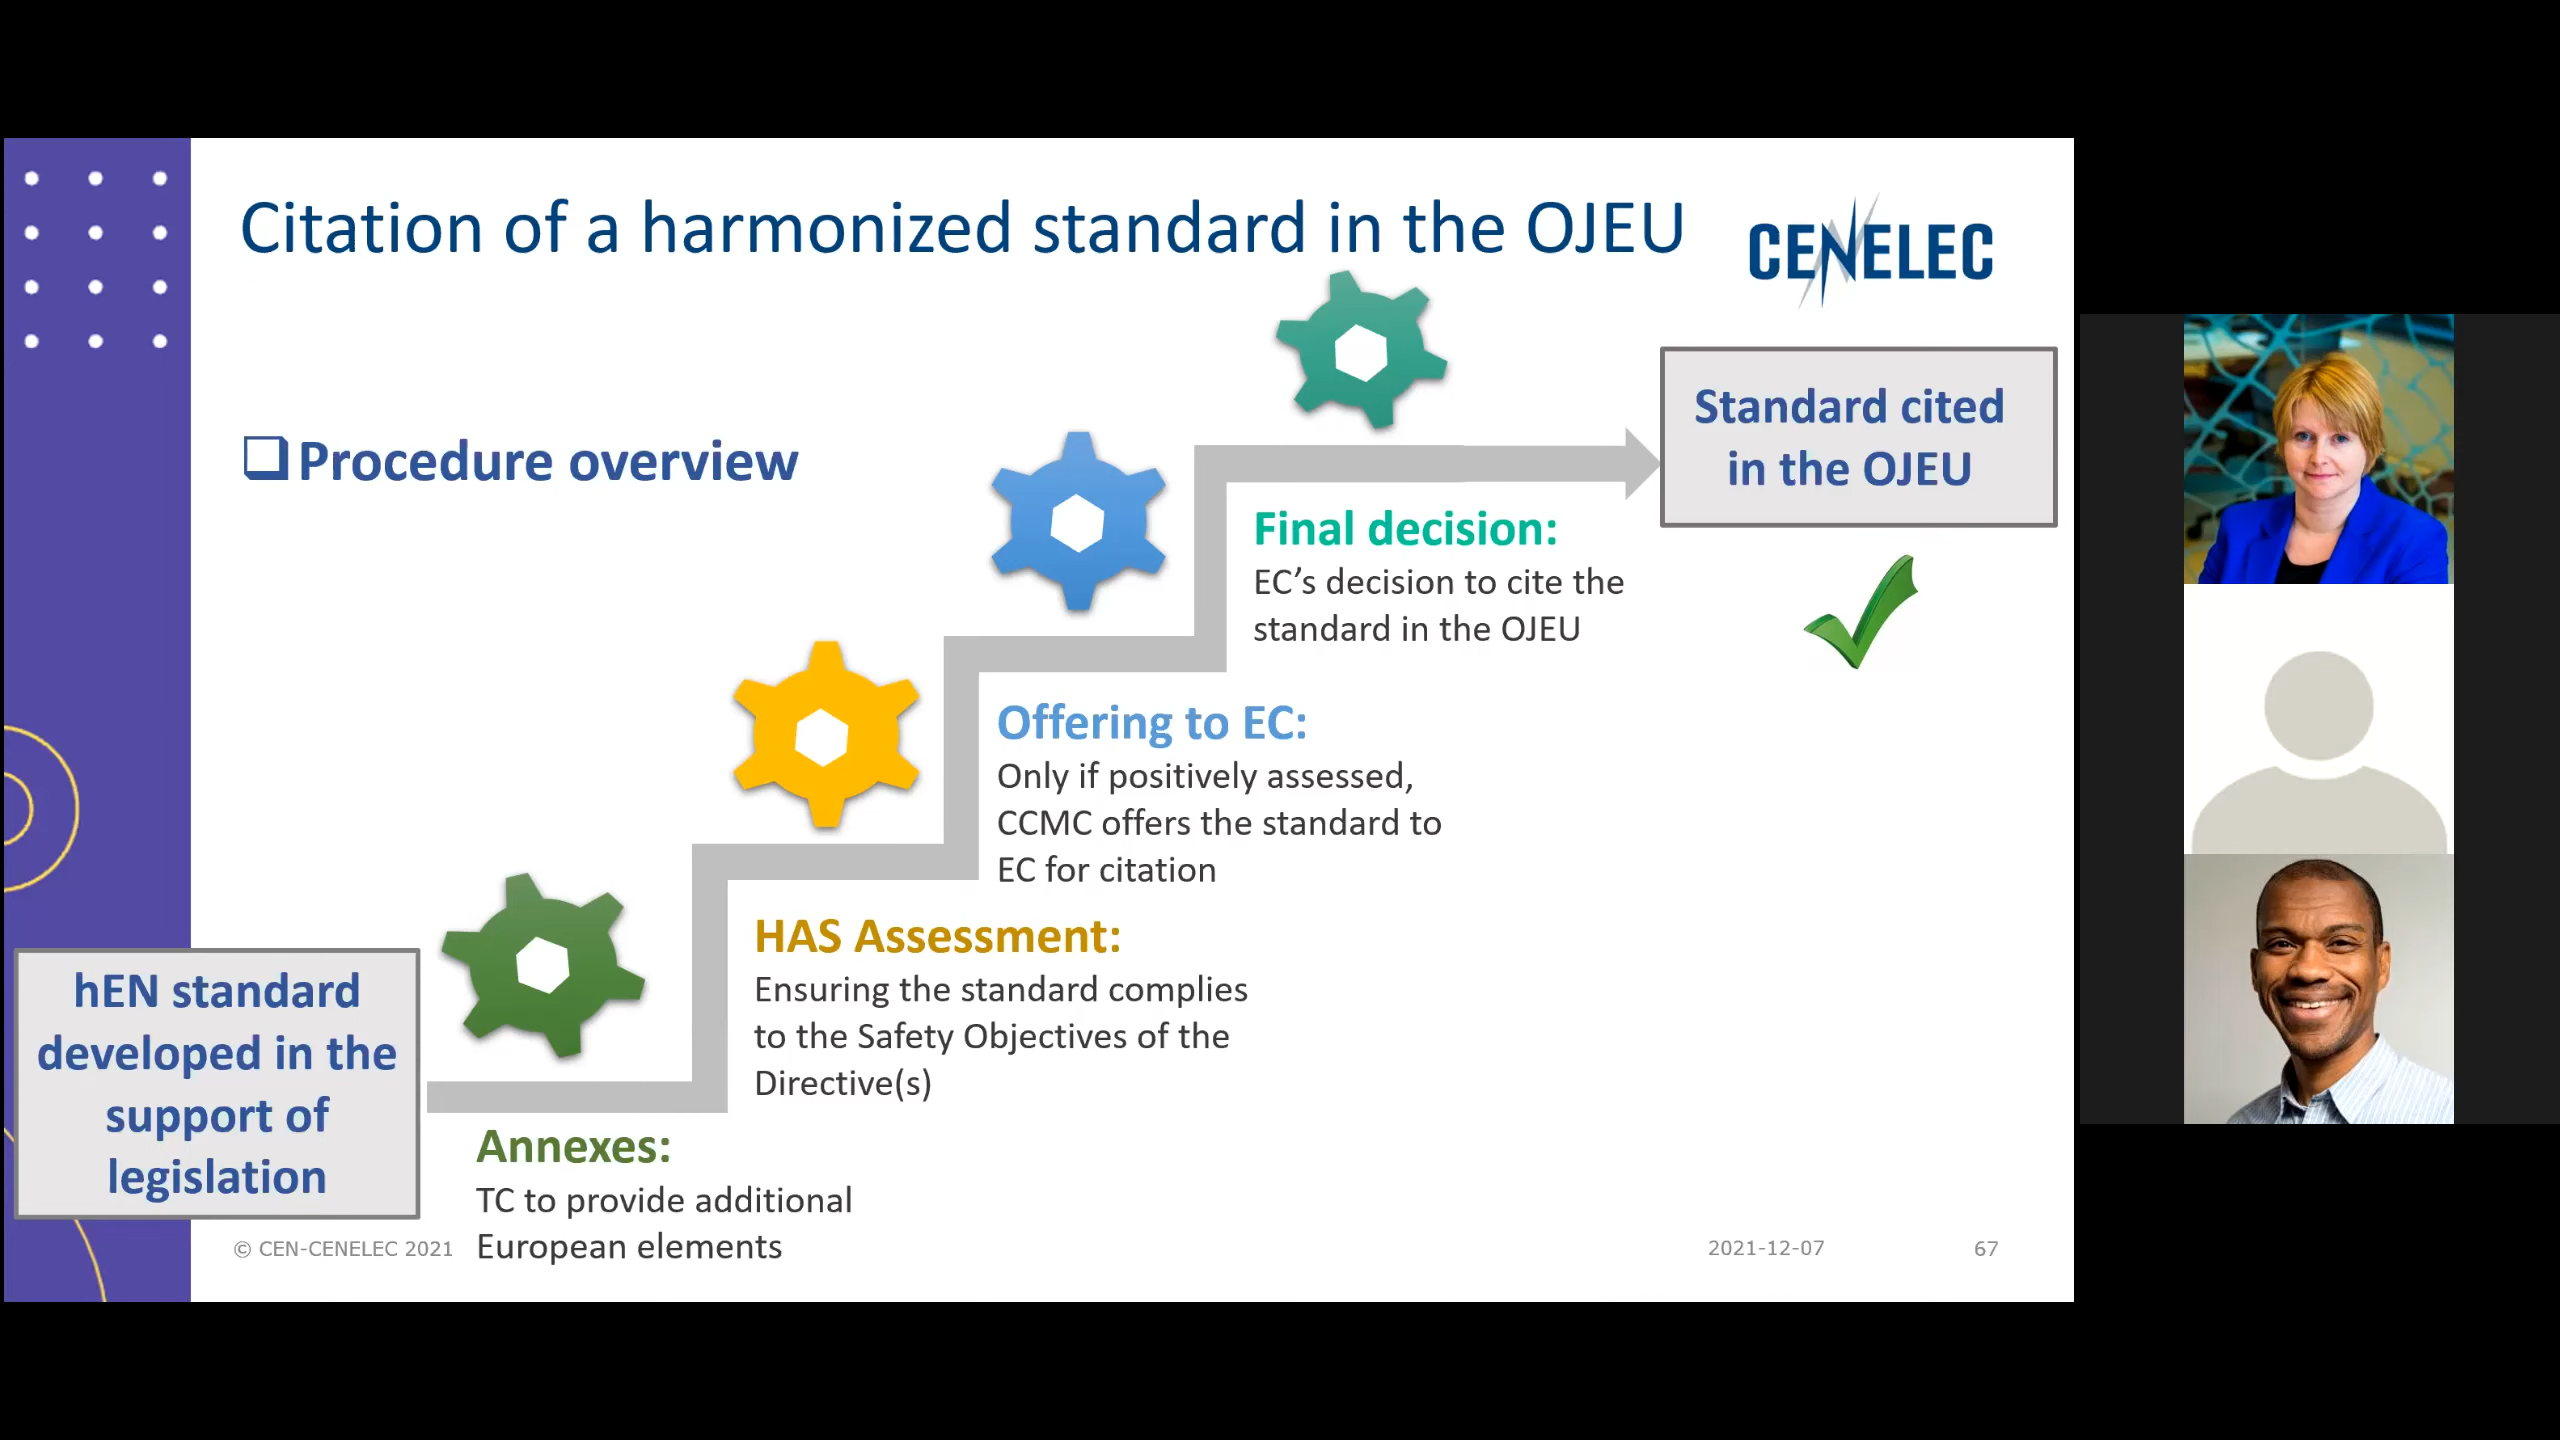 Citation of a harmonized standard in the OJEU
CENELEC
Procedure overview
Standard cited
in the OJEU
Final decision:
EC’s decision to cite the
standard in the OJEU
Offering to EC:
Only if positively assessed,
CCMC offers the standard to
EC for citation
HAS Assessment:
Ensuring the standard complies
to the Safety Objectives of the
Directive(s)
hEN standard
developed in the
support of
legislation
Annexes:
TC to provide additional
European elements
© CEN-CENELEC 2021
2021-12-07
67